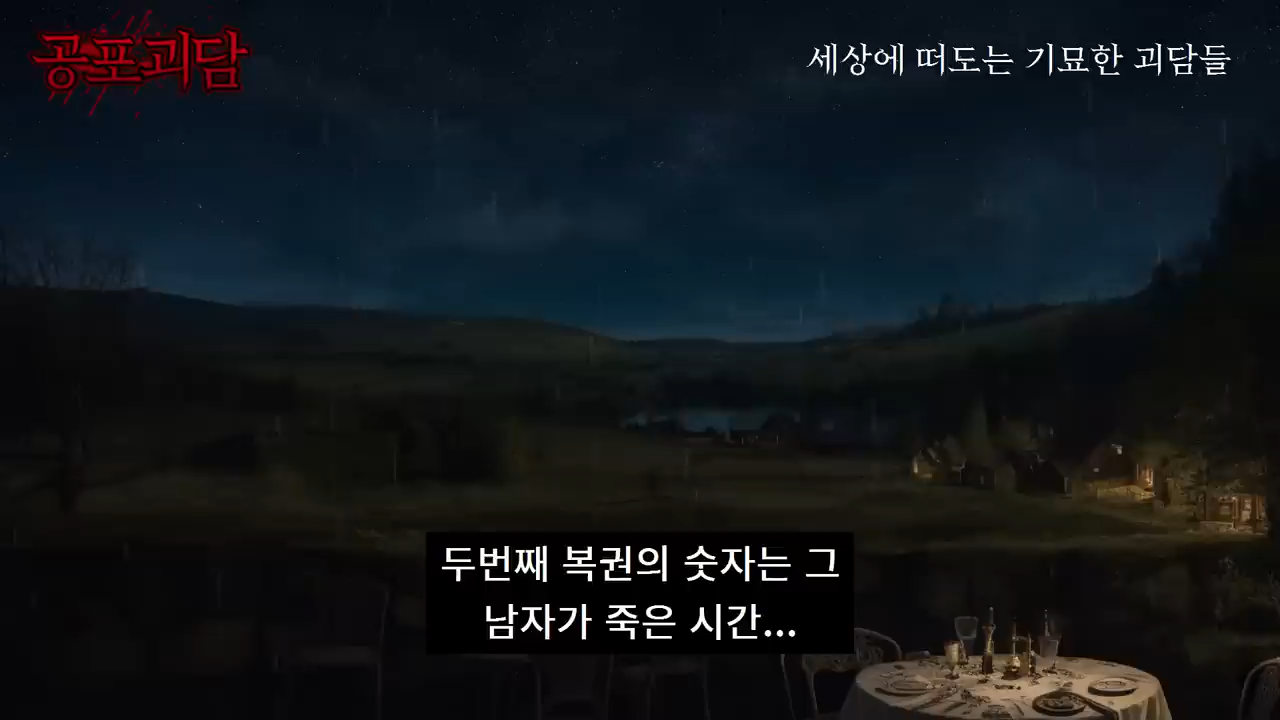 공포괴담
세상에 떠도는 기묘한 괴담들
두번째 복권의 숫자는 그
남자가 죽은 시간...